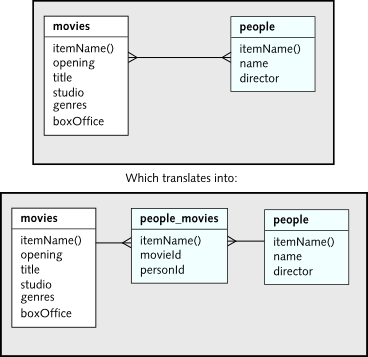 movies
itemName()
opening
title
studio
genres
boxOffice
people
itemName()
name
director
Which translates into:
movies
itemName()
opening
title
studio
genres
boxOffice
people_movies
itemName()
movieId
personId
people
itemName()
name
director